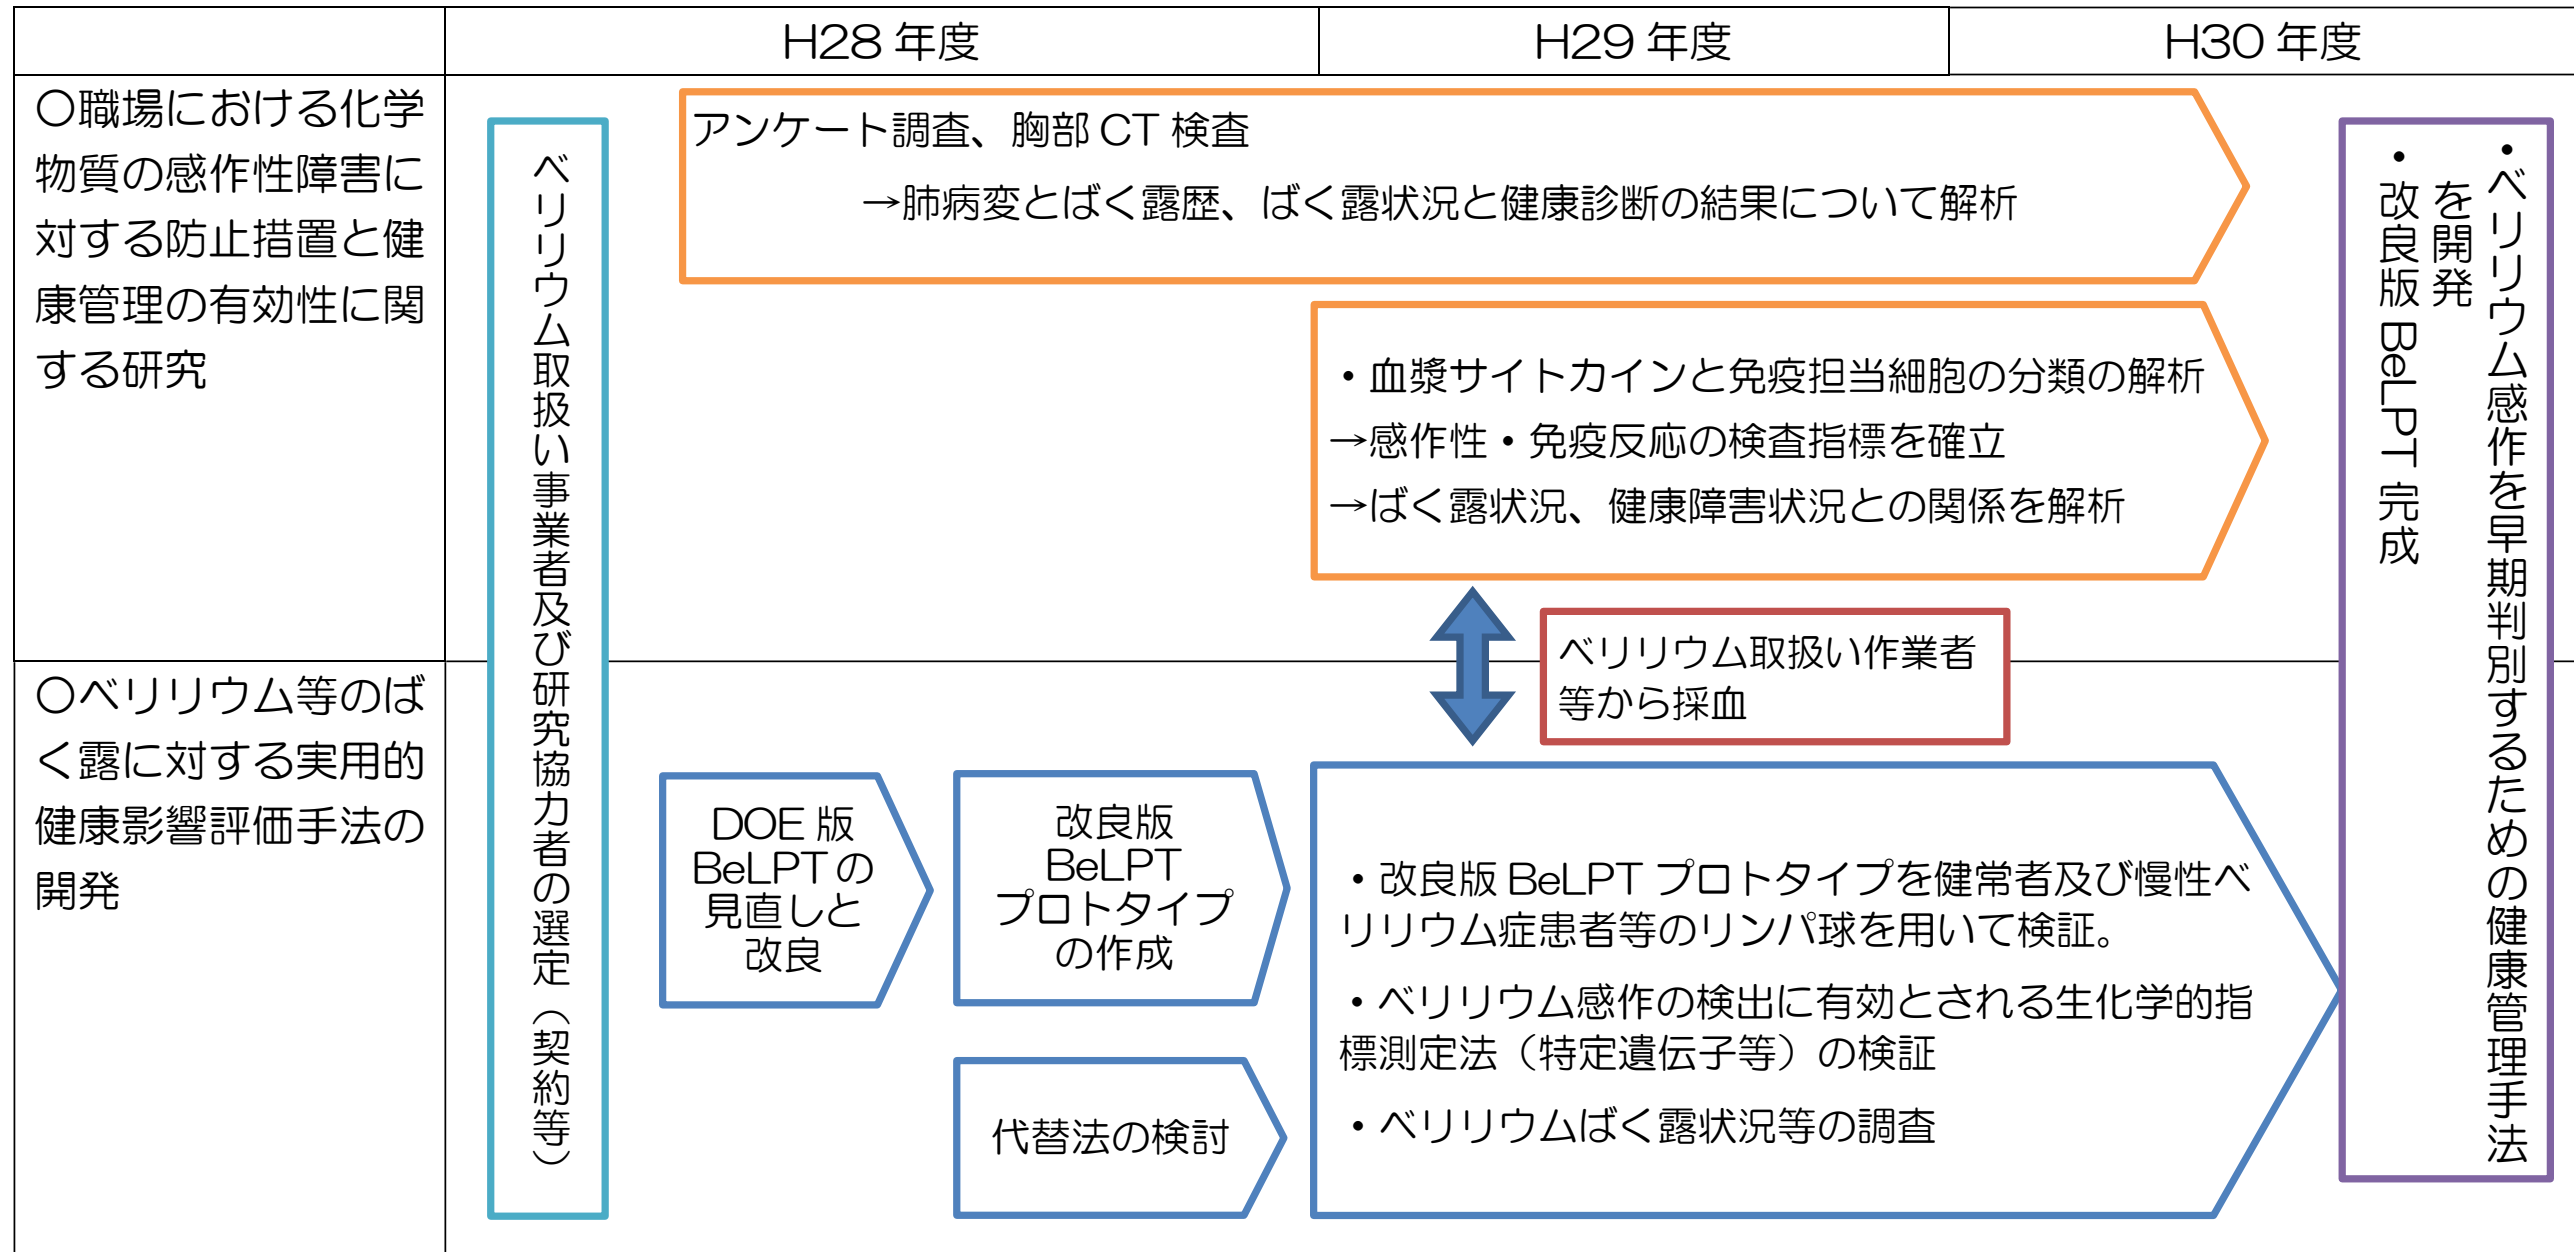 H28 年度
H29 年度
H30 年度
〇職場における化学
物質の感作性障害に
対する防止措置と健
康管理の有効性に関
する研究
ベリリウム取扱い事業者及び研究協力者の選定（契約等）
アンケート調査、胸部 CT 検査
→肺病変とばく露歴、ばく露状況と健康診断の結果について解析
・血漿サイトカインと免疫担当細胞の分類の解析
→感作性・免疫反応の検査指標を確立
→ばく露状況、健康障害状況との関係を解析
ベリリウム取扱い作業者
等から採血
〇ベリリウム等のば
く露に対する実用的
健康影響評価手法の
開発
DOE 版
BeLPT の
見直しと
改良
改良版
BeLPT
プロトタイプ
の作成
代替法の検討
・改良版 BeLPT プロトタイプを健常者及び慢性ベ
リリウム症患者等のリンパ球を用いて検証。
・ベリリウム感作の検出に有効とされる生化学的指
標測定法（特定遺伝子等）の検証
・ベリリウムばく露状況等の調査
・ベリリウム感作を早期判別するための健康管理手法
を開発
・改良版 BeLPT 完成